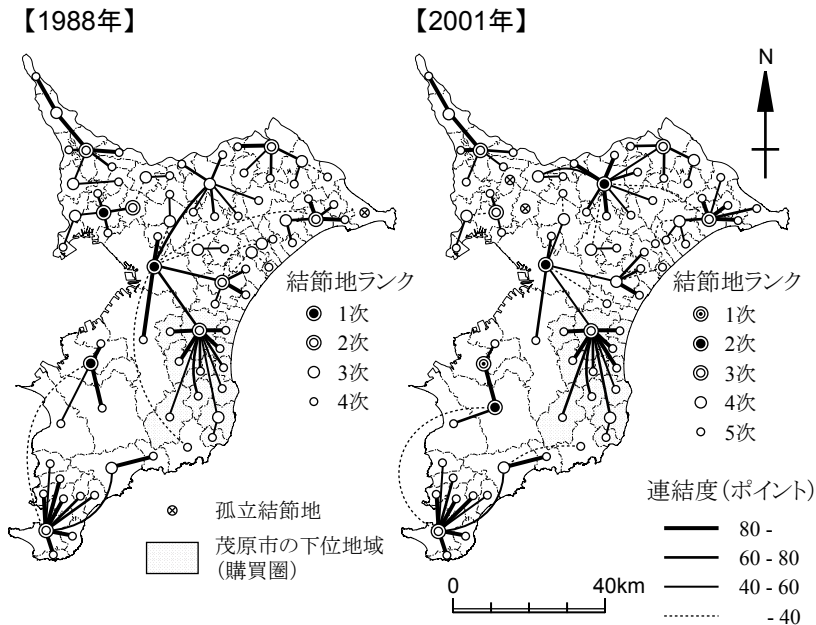 【1988年】
【2001年】
N
結節地ランク
1次
2次
3次
4次
結節地ランク
1次
2次
3次
4次
5次
孤立結節地
茂原市の下位地域
(購買圏)
連結度(ポイント)
80 -
60 - 80
40 - 60
- 40
0
40km